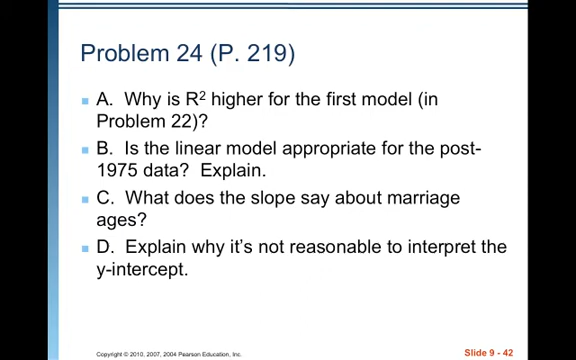 Problem 24 (P. 219)
A. Why is R² higher for the first model (in
Problem 22)?
B. Is the linear model appropriate for the post-
1975 data? Explain.
C. What does the slope say about marriage
ages?
D. Explain why it's not reasonable to interpret the
y-intercept.
Copyright © 2010, 2007, 2004 Pearson Education, Inc.
Slide 9 - 42